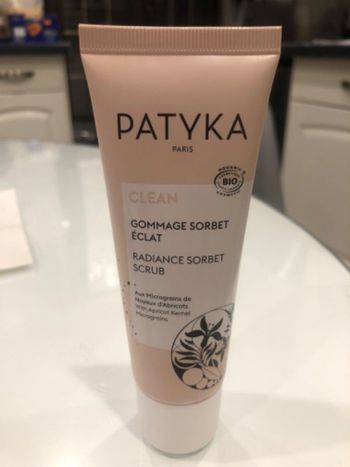 PATYKA
PARIS
ORGANIC
BIO
CLEAN
GOMMAGE SORBET
ÉCLAT
RADIANCE SORBET
SCRUB
Aux Micrograins de
Noyaux d'Abricots
With Apricot Kernel
Micrograins